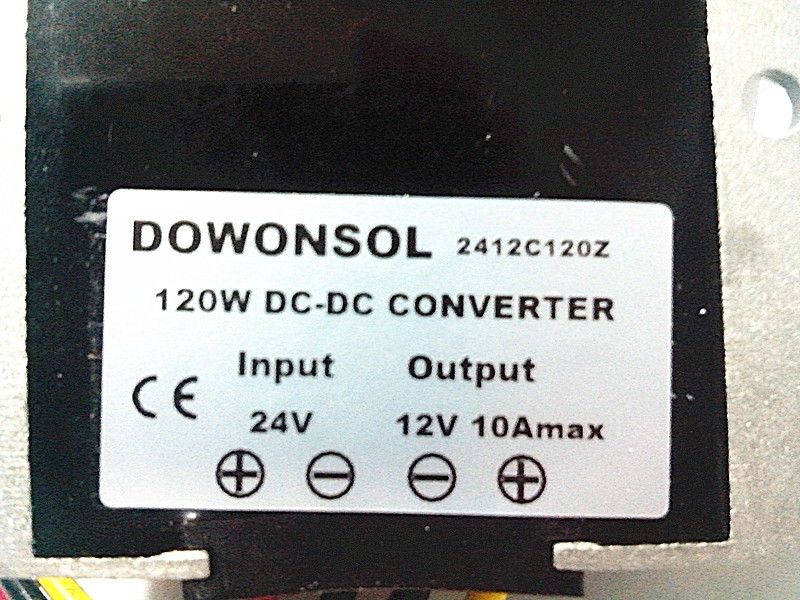 DOWONSOL 2412C120Z
120W DC-DC CONVERTER
Input Output
CE 24V 12V 10Amax
⊕ ⊖ ⊖ ⊕